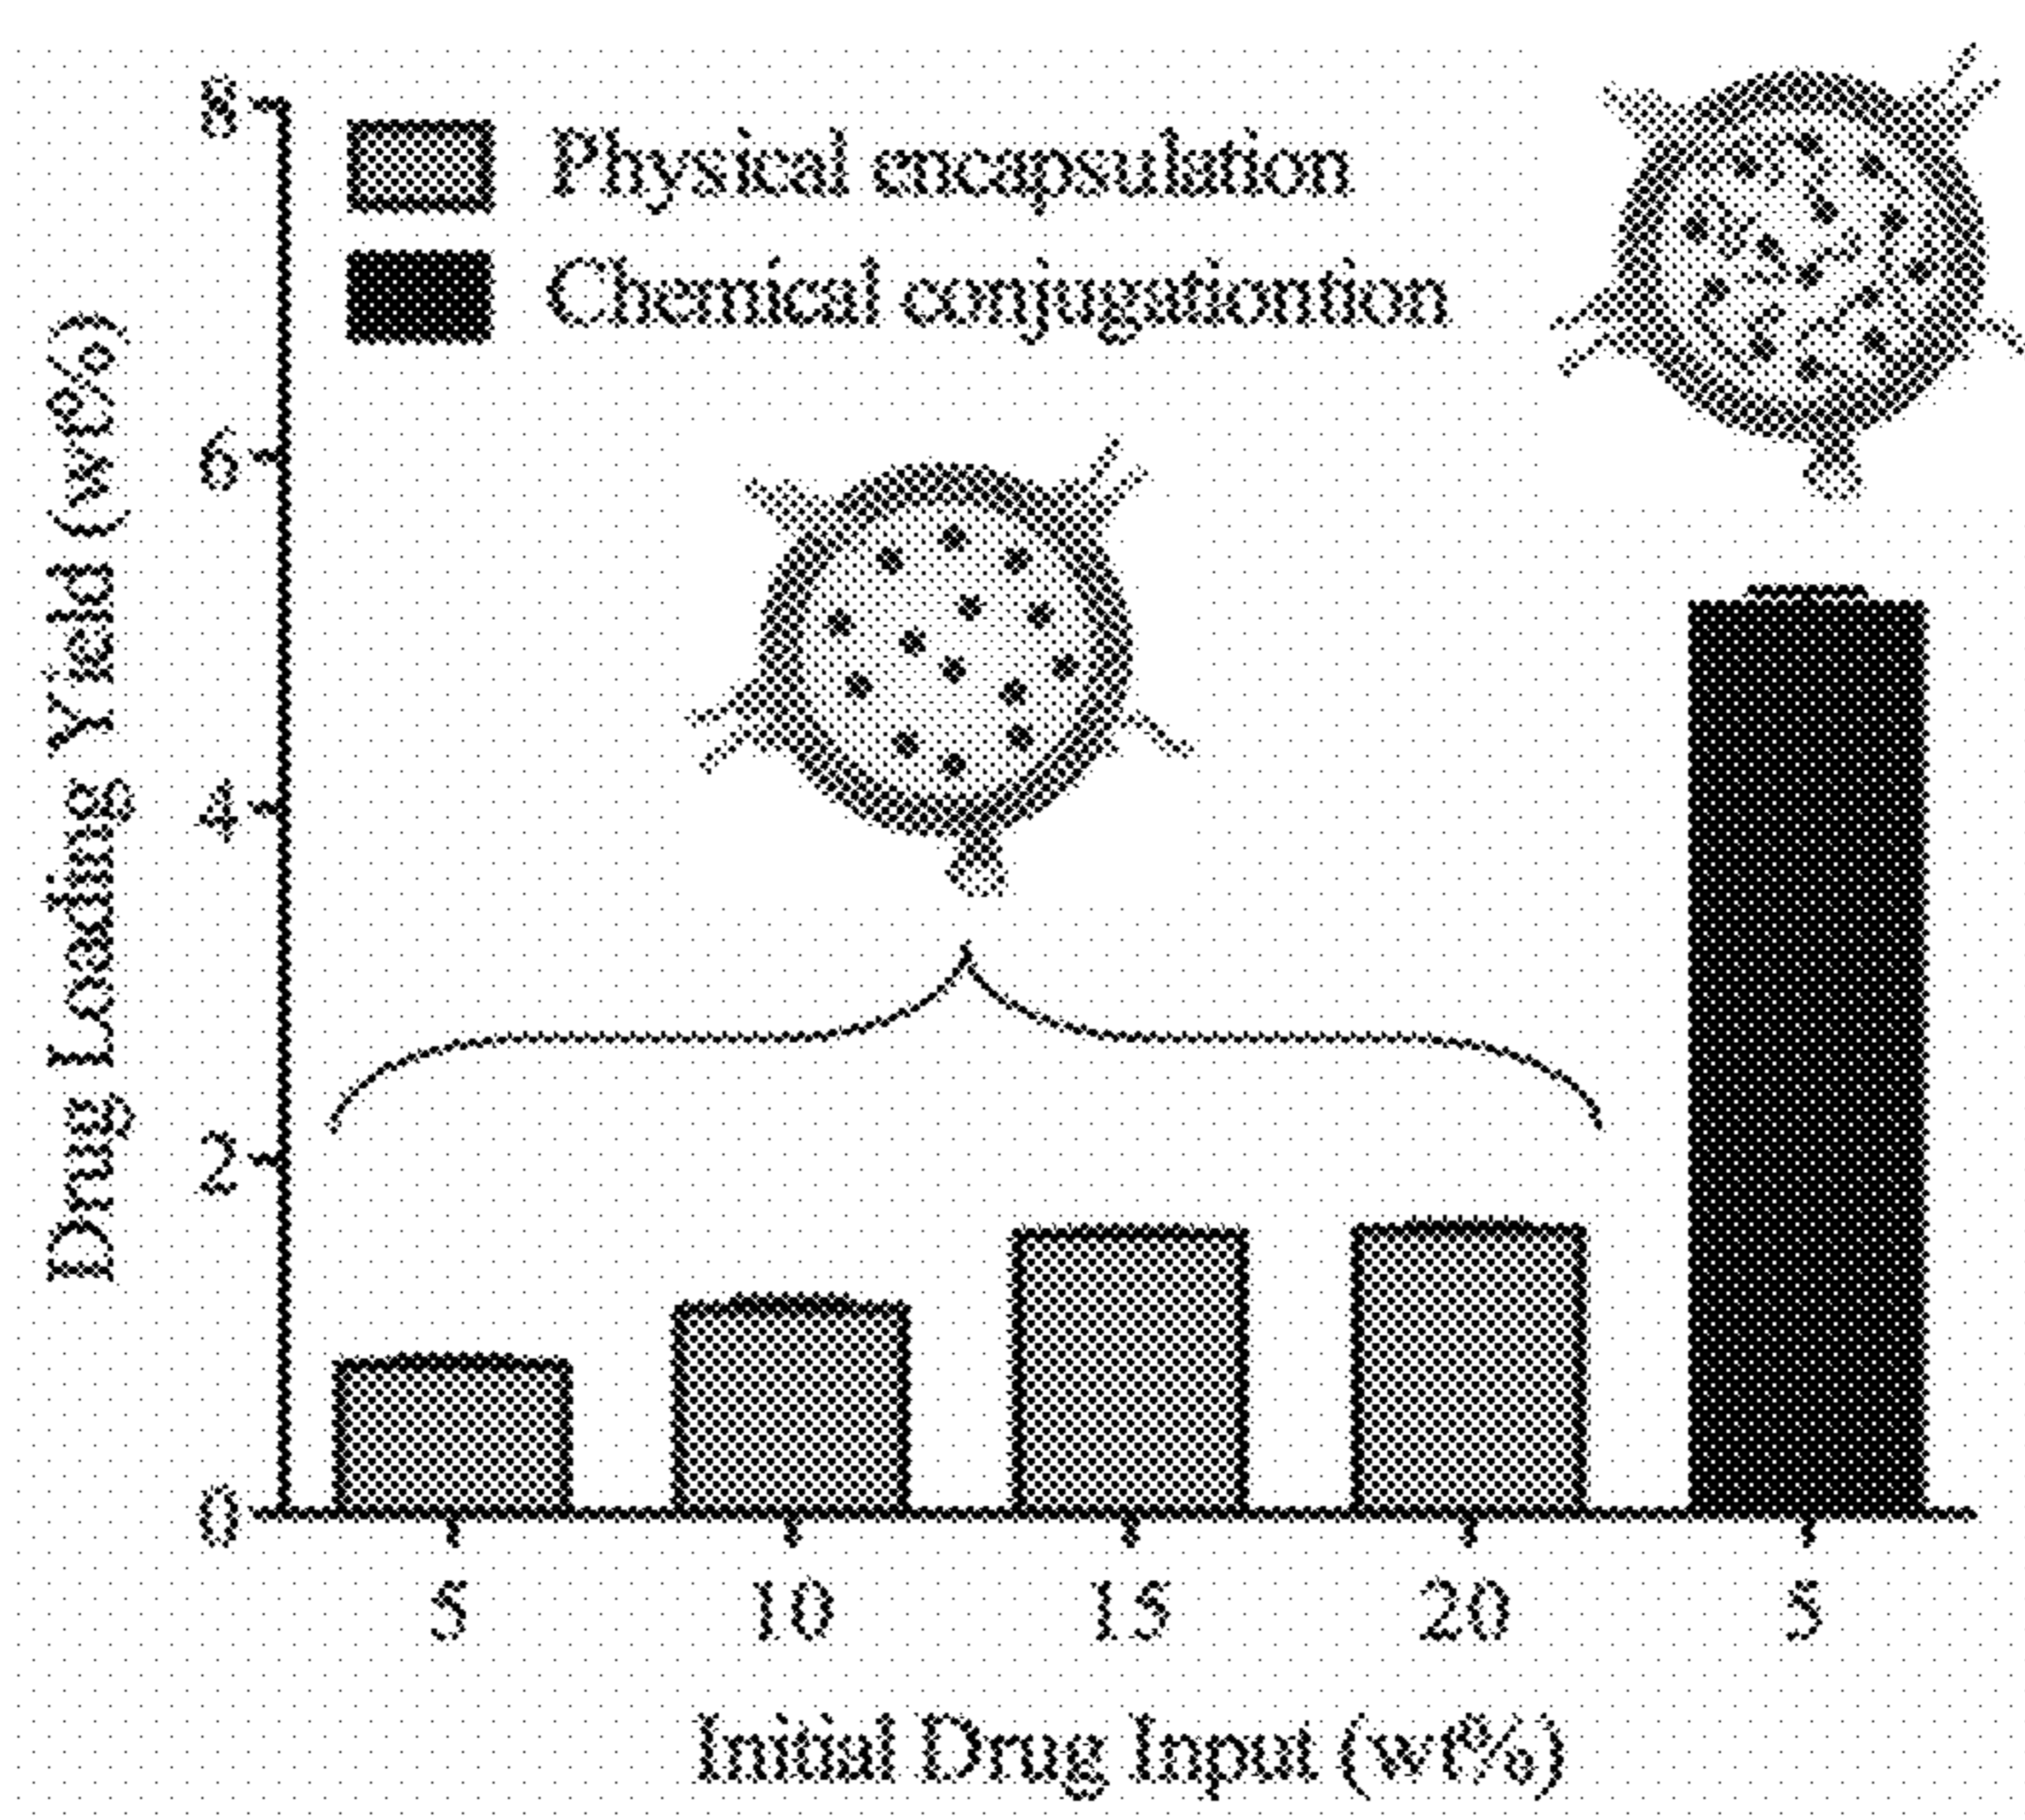 Physical encapsulation
Chemical conjugationtion
Drug Loading Yield (wt%)
8
6
4
2
0
5 10 15 20 5
Initial Drug Input (wt%)